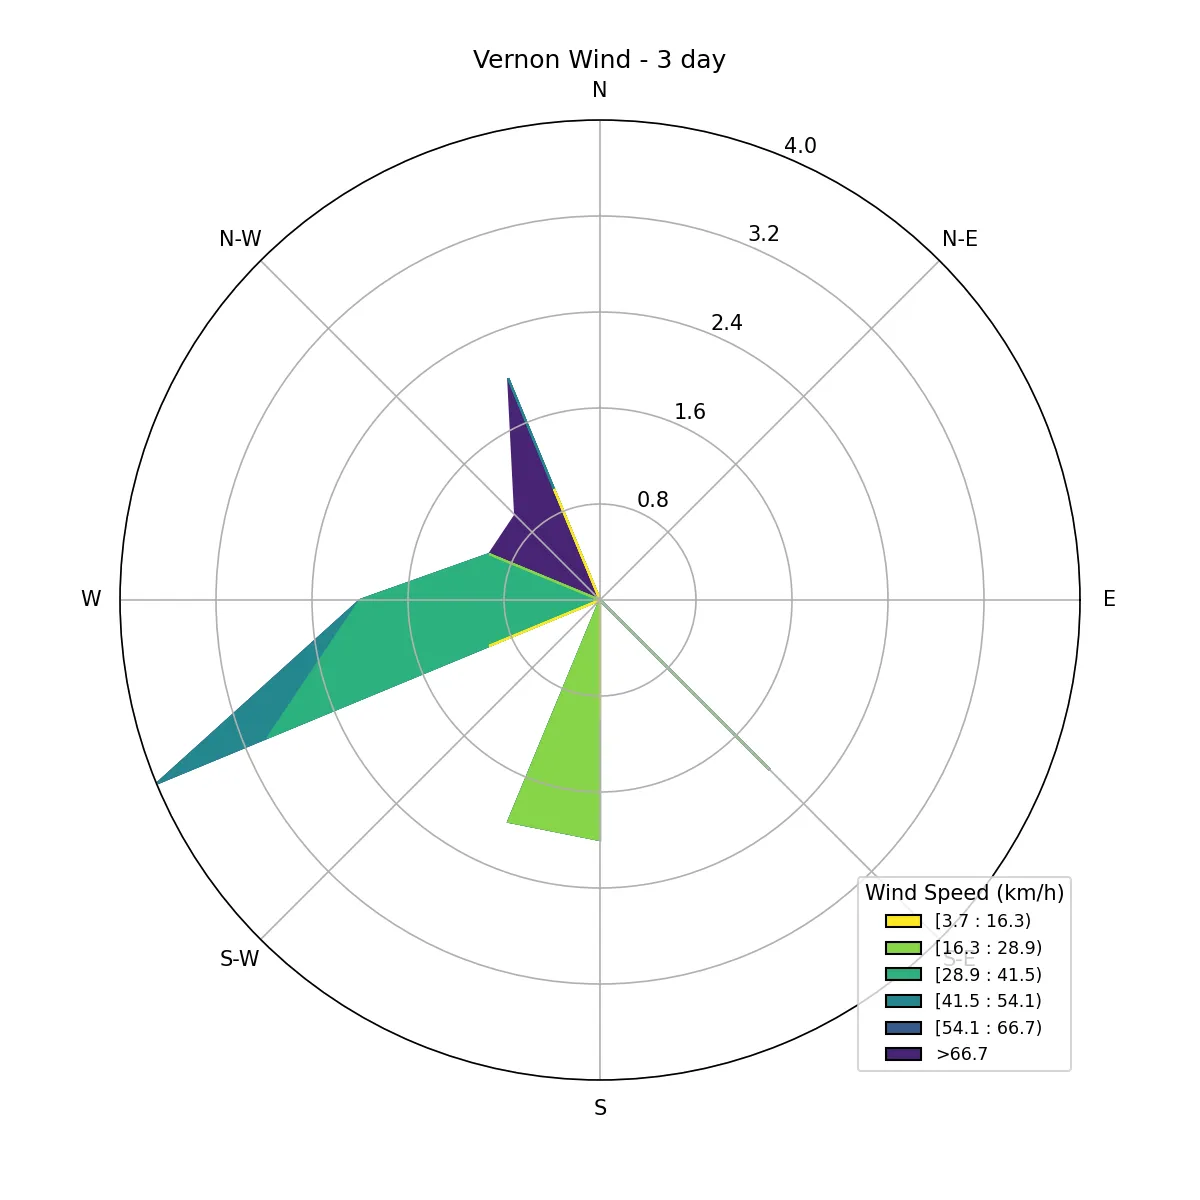 Vernon Wind - 3 day
N
4.0
N-W
3.2
N-E
2.4
1.6
0.8
W
E
S-W
S-E
S
Wind Speed (km/h)
[3.7 : 16.3)
[16.3 : 28.9)
[28.9 : 41.5)
[41.5 : 54.1)
[54.1 : 66.7)
>66.7